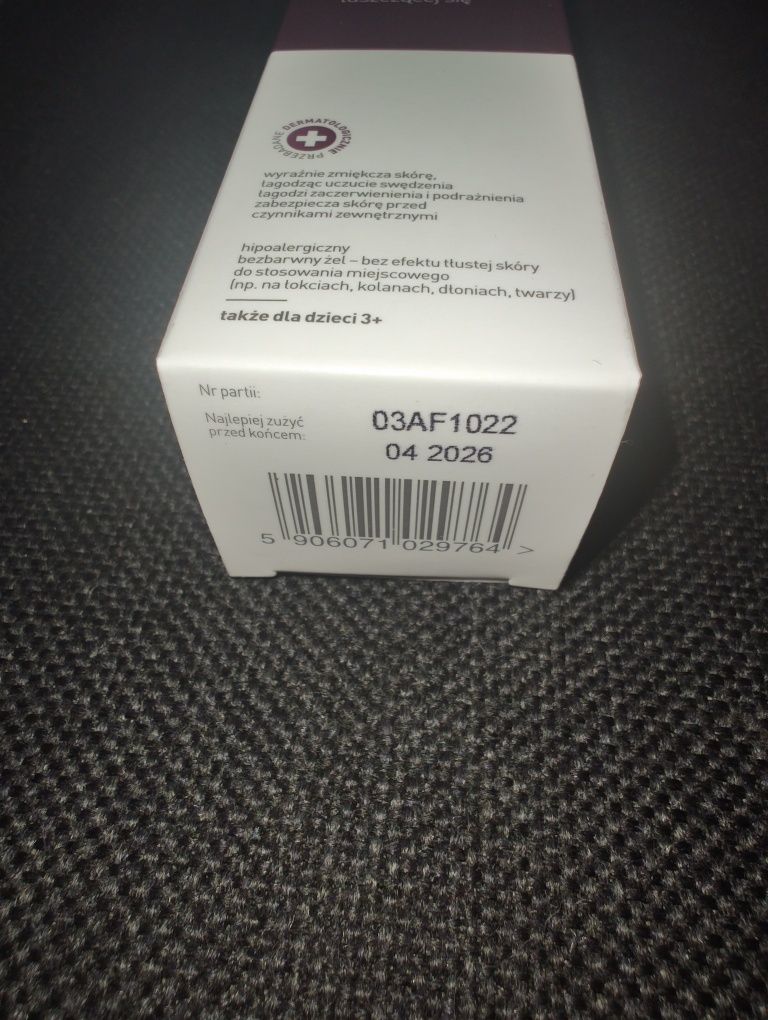 łuszczącej się
PRZEBADANE DERMATOLOGICZNIE
wyraźnie zmiękcza skórę,
łagodząc uczucie swędzenia
łagodzi zaczerwienienia i podrażnienia
zabezpiecza skórę przed
czynnikami zewnętrznymi
hipoalergiczny
bezbarwny żel – bez efektu tłustej skóry
do stosowania miejscowego
(np. na łokciach, kolanach, dłoniach, twarzy)
także dla dzieci 3+
Nr partii:
03AF1022
Najlepiej zużyć
przed końcem:
04 2026
5 906071 029764 >